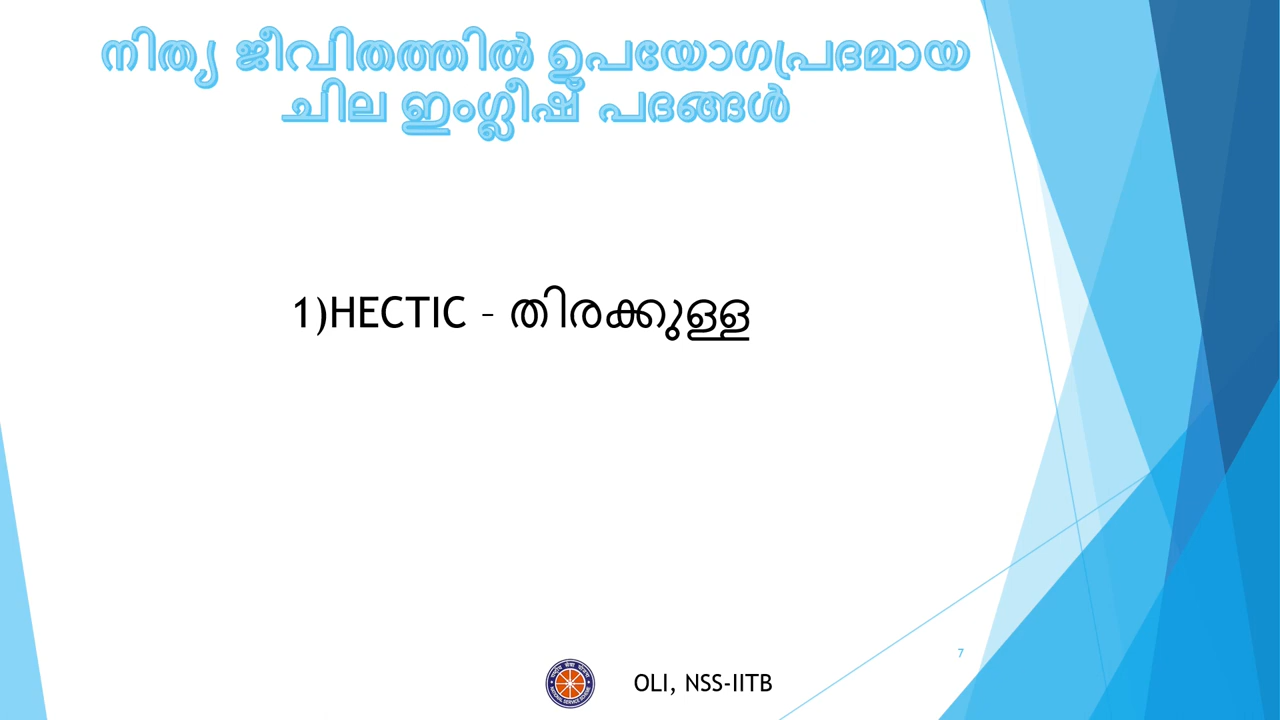 നിത്യ ജീവിതത്തിൽ ഉപയോഗപ്രദമായ
ചില ഇംഗ്ലീഷ് പദങ്ങൾ
1)HECTIC – തിരക്കുള്ള
7
OLI, NSS-IITB